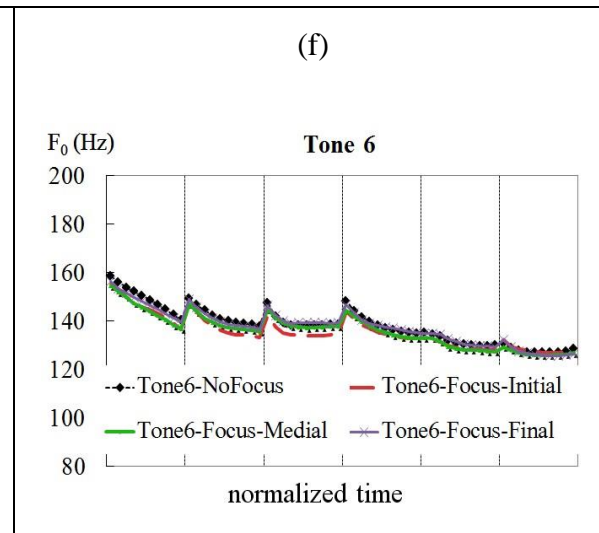 (f)
F₀ (Hz) Tone 6
200
180
160
140
120
Tone6-NoFocus Tone6-Focus-Initial
100
Tone6-Focus-Medial Tone6-Focus-Final
80
normalized time